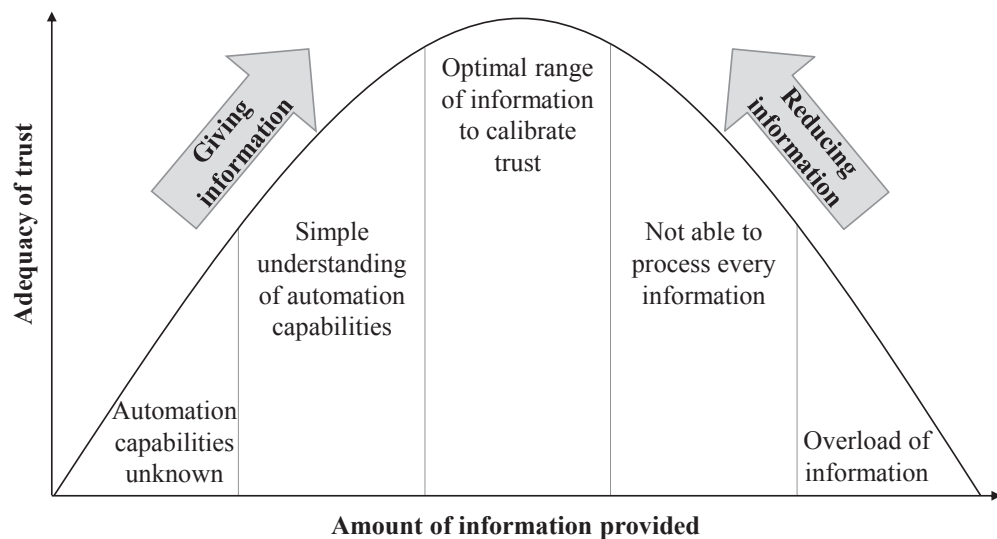 Adequacy of trust
Giving
information
Reducing
information
Optimal range
of information
to calibrate
trust
Simple
understanding
of automation
capabilities
Not able to
process every
information
Automation
capabilities
unknown
Overload of
information
Amount of information provided